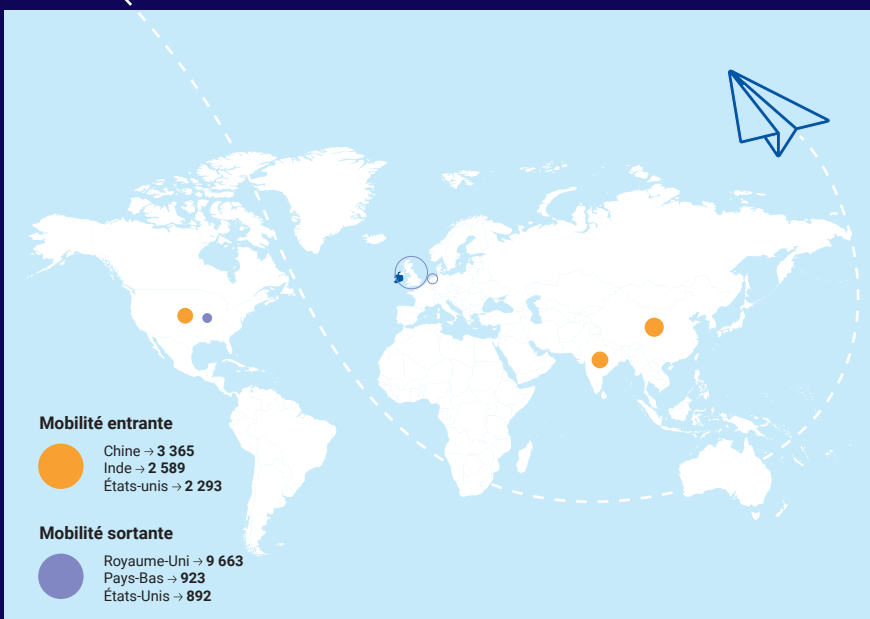 Mobilité entrante
Chine → 3 365
Inde → 2 589
États-unis → 2 293
Mobilité sortante
Royaume-Uni → 9 663
Pays-Bas → 923
États-Unis → 892